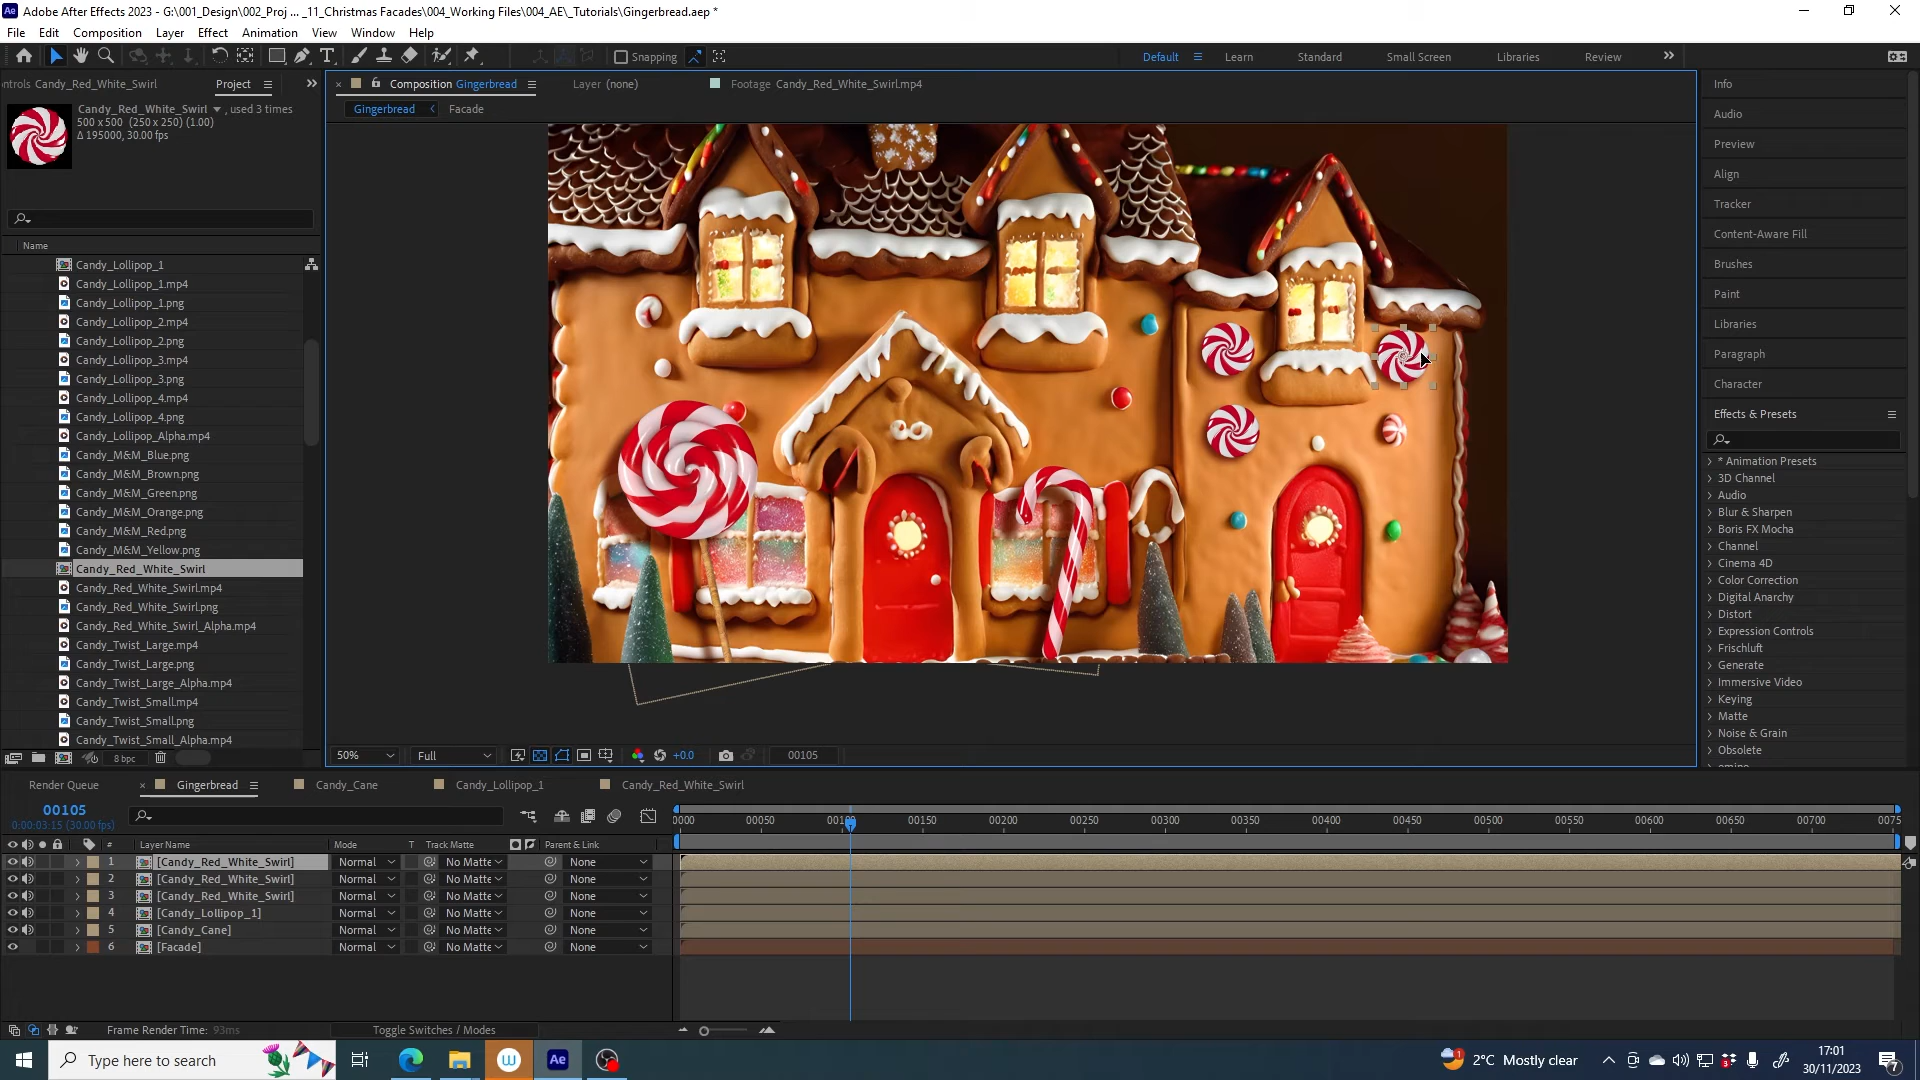 Adobe After Effects 2023 - G:\001_Design\002_Proj ... _11_Christmas Facades\004_Working Files\004_AE\_Tutorials\Gingerbread.aep *
File Edit Composition Layer Effect Animation View Window Help
Snapping
Default Learn Standard Small Screen Libraries Review
ntrols Candy_Red_White_Swirl Project
Composition Gingerbread Layer (none) Footage Candy_Red_White_Swirl.mp4
Gingerbread Facade
Candy_Red_White_Swirl , used 3 times
500 x 500 (250 x 250) (1.00)
Δ 195000, 30.00 fps
Name
Candy_Lollipop_1
Candy_Lollipop_1.mp4
Candy_Lollipop_1.png
Candy_Lollipop_2.mp4
Candy_Lollipop_2.png
Candy_Lollipop_3.mp4
Candy_Lollipop_3.png
Candy_Lollipop_4.mp4
Candy_Lollipop_4.png
Candy_Lollipop_Alpha.mp4
Candy_M&M_Blue.png
Candy_M&M_Brown.png
Candy_M&M_Green.png
Candy_M&M_Orange.png
Candy_M&M_Red.png
Candy_M&M_Yellow.png
Candy_Red_White_Swirl
Candy_Red_White_Swirl.mp4
Candy_Red_White_Swirl.png
Candy_Red_White_Swirl_Alpha.mp4
Candy_Twist_Large.mp4
Candy_Twist_Large.png
Candy_Twist_Large_Alpha.mp4
Candy_Twist_Small.mp4
Candy_Twist_Small.png
Candy_Twist_Small_Alpha.mp4
8 bpc
50% Full +0.0 00105
Info
Audio
Preview
Align
Tracker
Content-Aware Fill
Brushes
Paint
Libraries
Paragraph
Character
Effects & Presets
* Animation Presets
3D Channel
Audio
Blur & Sharpen
Boris FX Mocha
Channel
Cinema 4D
Color Correction
Digital Anarchy
Distort
Expression Controls
Frischluft
Generate
Immersive Video
Keying
Matte
Noise & Grain
Obsolete
Render Queue Gingerbread Candy_Cane Candy_Lollipop_1 Candy_Red_White_Swirl
00105
0:00:03:15 (30.00 fps)
0000 00050 00100 00150 00200 00250 00300 00350 00400 00450 00500 00550 00600 00650 00700 0075
# Layer Name Mode T Track Matte Parent & Link
1 [Candy_Red_White_Swirl] Normal No Matte None
2 [Candy_Red_White_Swirl] Normal No Matte None
3 [Candy_Red_White_Swirl] Normal No Matte None
4 [Candy_Lollipop_1] Normal No Matte None
5 [Candy_Cane] Normal No Matte None
6 [Facade] Normal No Matte None
Frame Render Time: 93ms Toggle Switches / Modes
Type here to search
2°C Mostly clear
17:01
30/11/2023
7